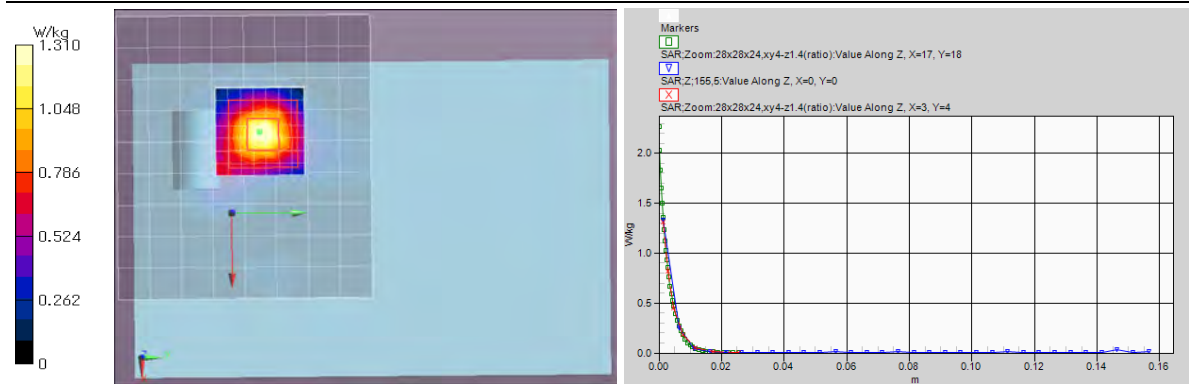 W/kg
1.310
1.048
0.786
0.524
0.262
0
Markers
SAR;Zoom:28x28x24,xy4-z1.4(ratio):Value Along Z, X=17, Y=18
SAR;Z;155,5:Value Along Z, X=0, Y=0
SAR;Zoom:28x28x24,xy4-z1.4(ratio):Value Along Z, X=3, Y=4
W/kg
2.0
1.5
1.0
0.5
0.0
0.00 0.02 0.04 0.06 0.08 0.10 0.12 0.14 0.16
m